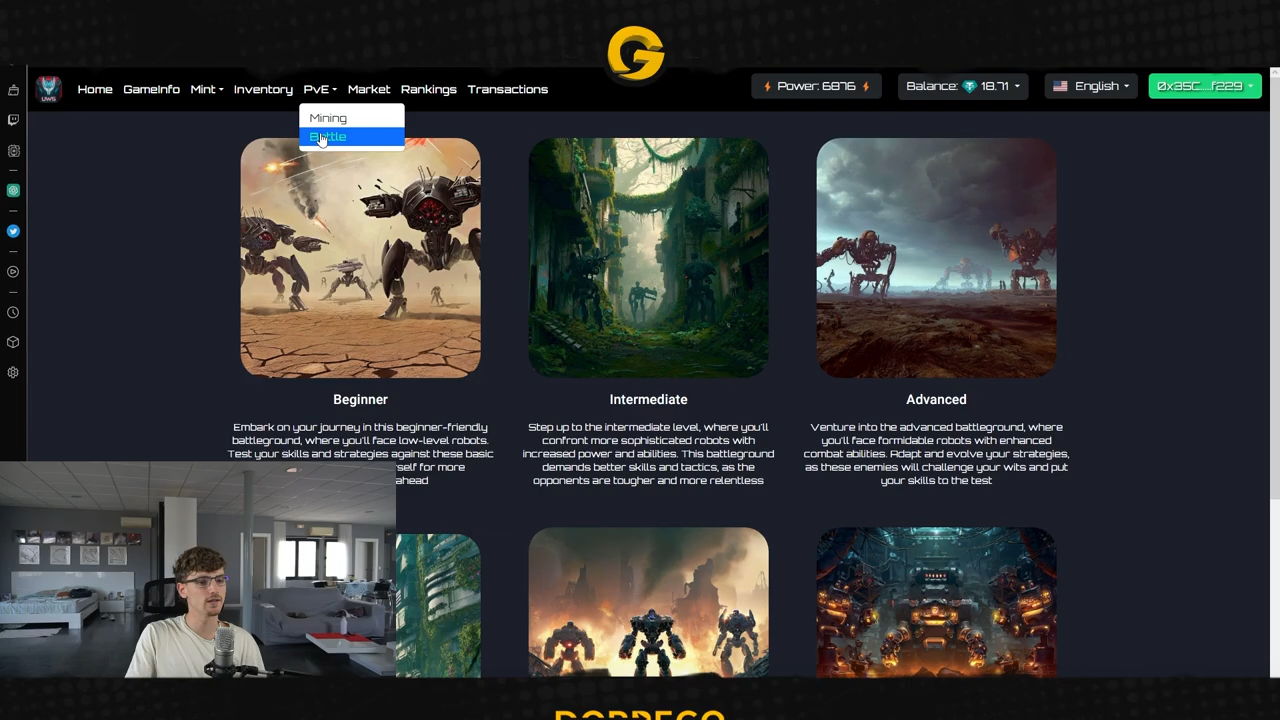 UWS
Home GameInfo Mint Inventory PvE Market Rankings Transactions
Power: 6876
Balance: 18.71
English
0x35C....f229
Mining
Battle
Beginner
Embark on your journey in this beginner-friendly
battleground, where you'll face low-level robots.
Test your skills and strategies against these basic
self for more
ahead
Intermediate
Step up to the intermediate level, where you'll
confront more sophisticated robots with
increased power and abilities. This battleground
demands better skills and tactics, as the
opponents are tougher and more relentless
Advanced
Venture into the advanced battleground, where
you'll face formidable robots with enhanced
combat abilities. Adapt and evolve your strategies,
as these enemies will challenge your wits and put
your skills to the test